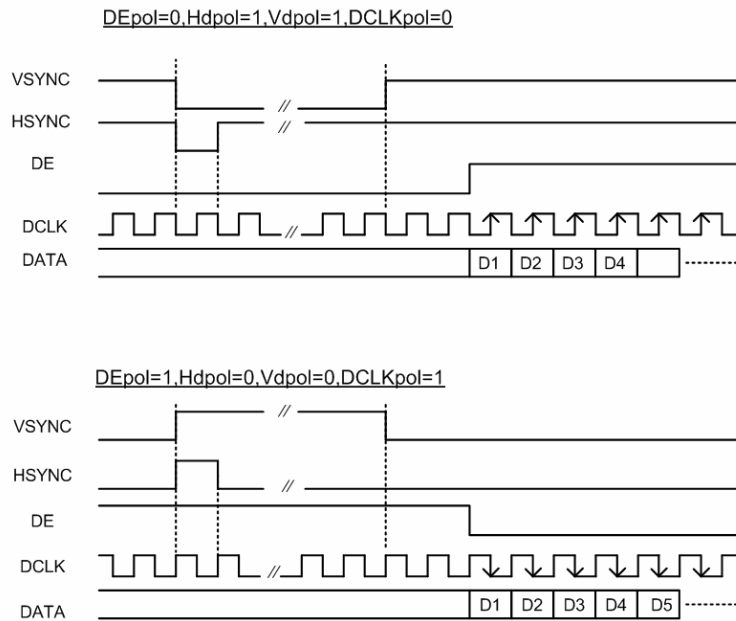 DEpol=0,Hdpol=1,Vdpol=1,DCLKpol=0
VSYNC
//
HSYNC
//
DE
DCLK
//
DATA
D1 D2 D3 D4
DEpol=1,Hdpol=0,Vdpol=0,DCLKpol=1
VSYNC
//
HSYNC
//
DE
DCLK
//
DATA
D1 D2 D3 D4 D5